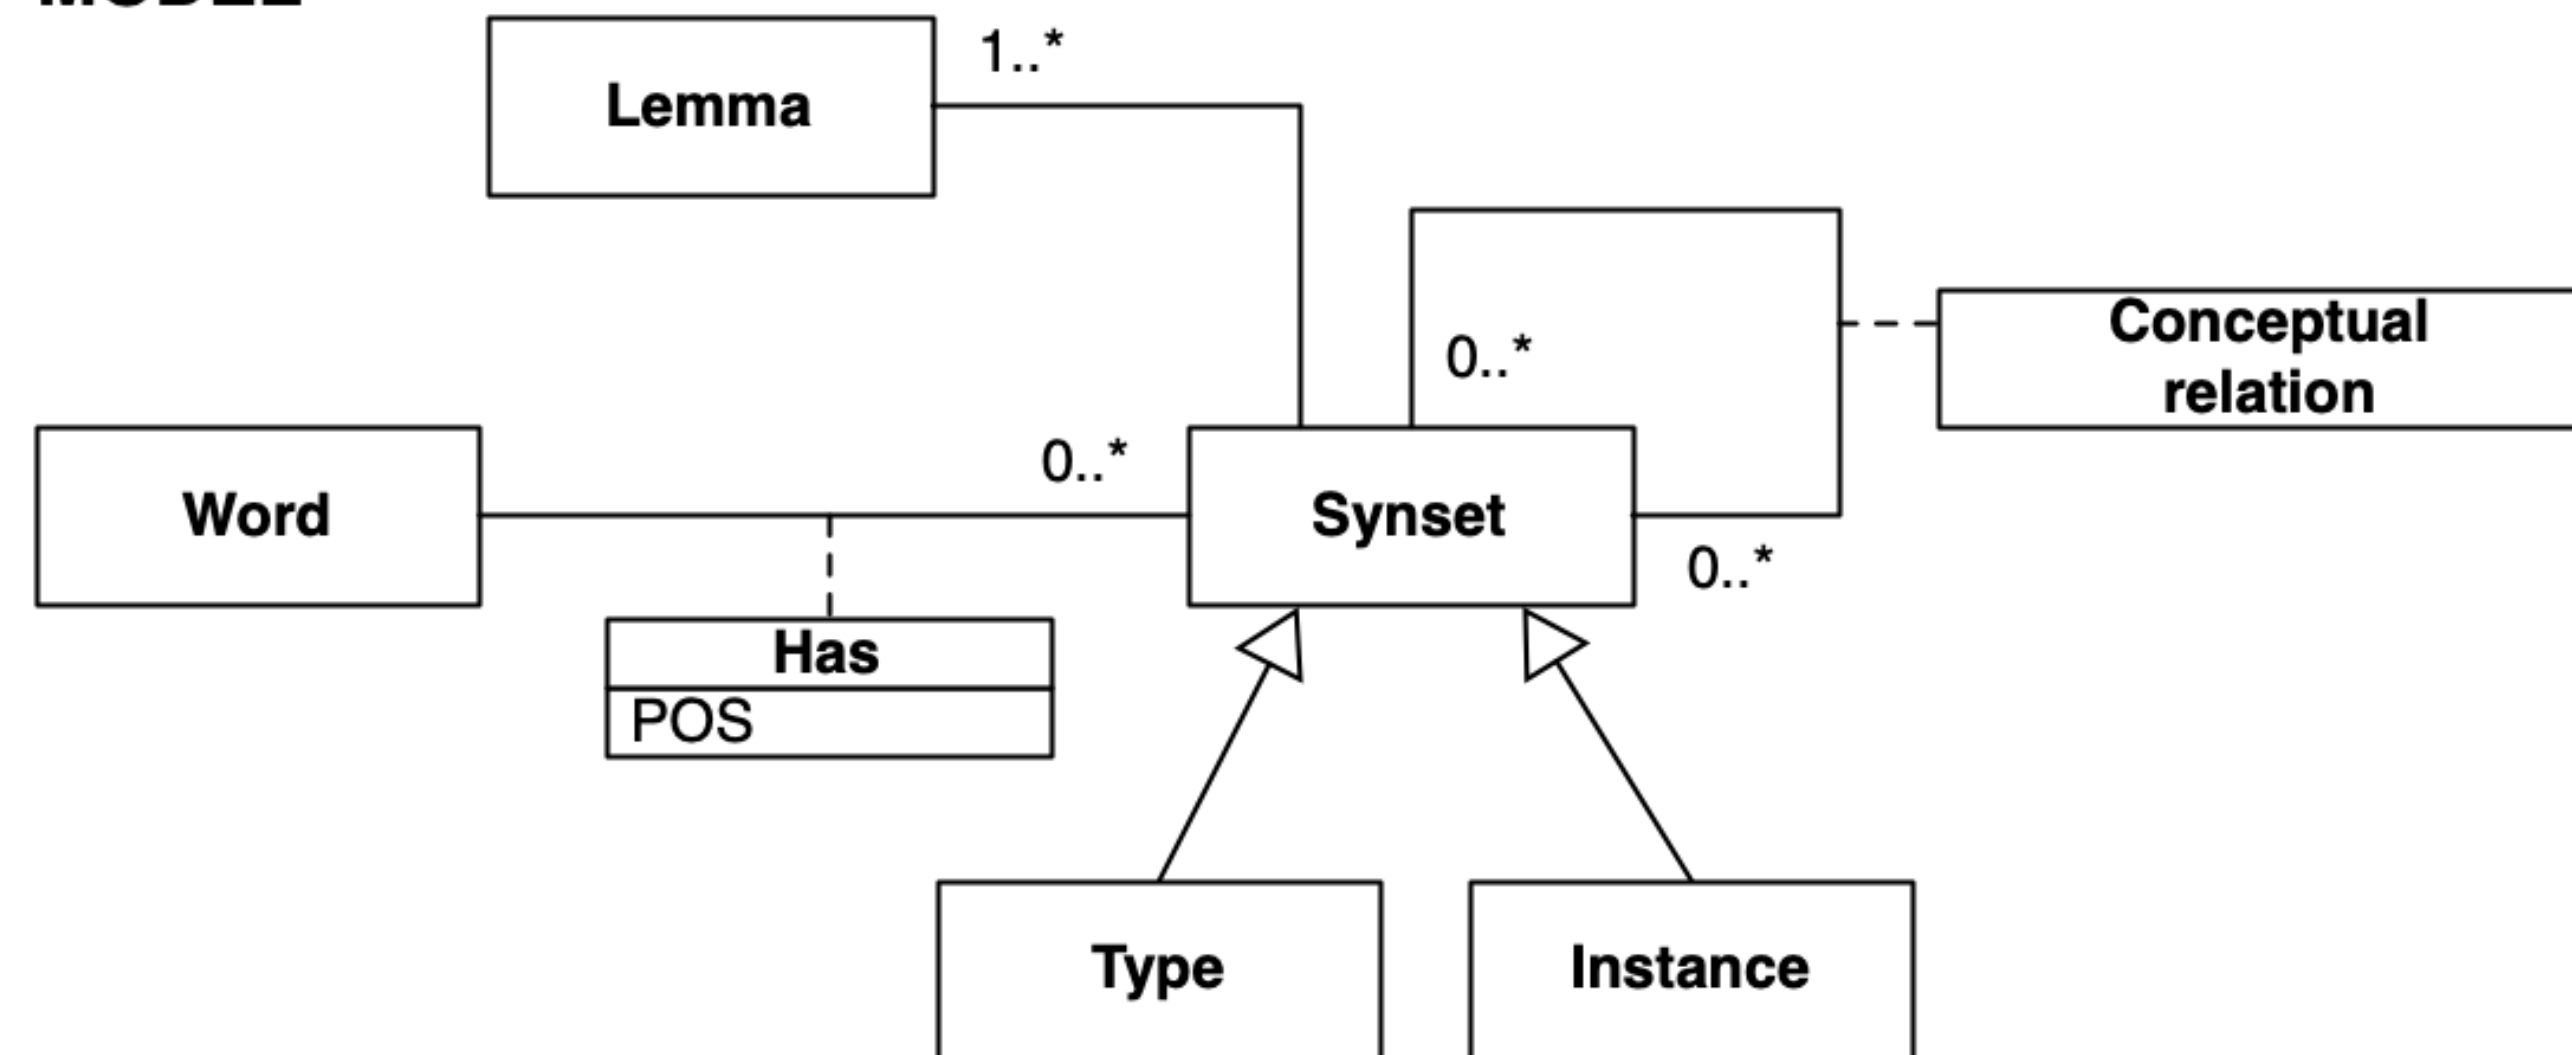 Lemma
1..*
0..*
Conceptual
relation
Word
0..*
Synset
0..*
Has
POS
Type
Instance